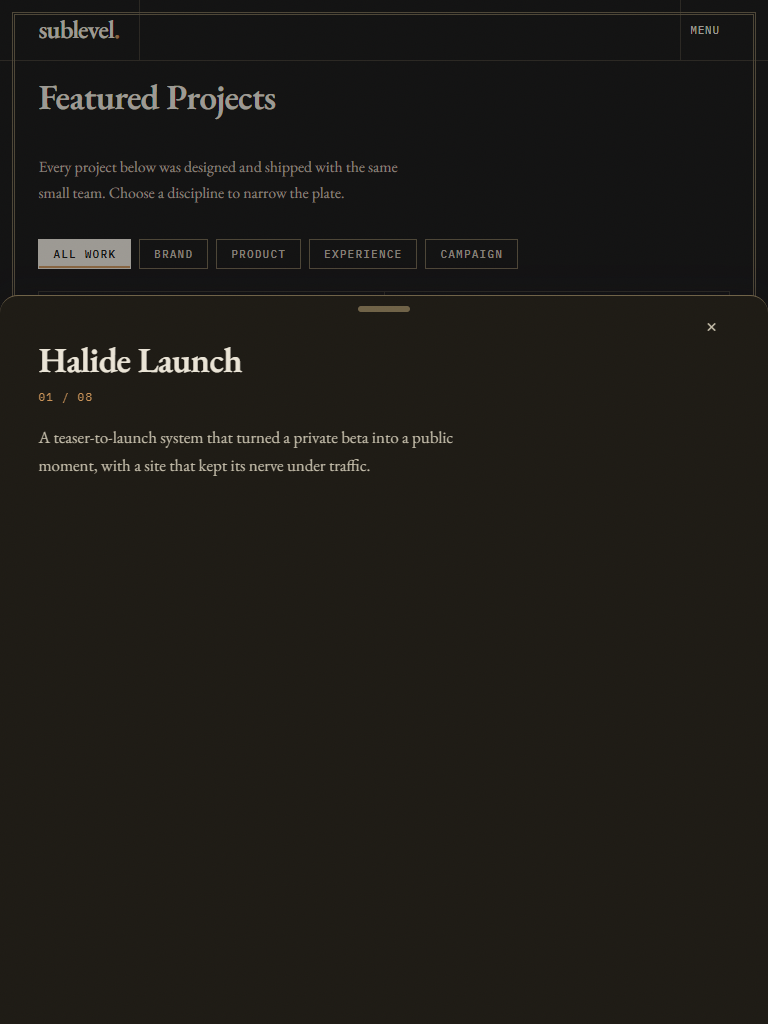 sublevel.
MENU
Featured Projects
Every project below was designed and shipped with the same
small team. Choose a discipline to narrow the plate.
ALL WORK
BRAND
PRODUCT
EXPERIENCE
CAMPAIGN
×
Halide Launch
01 / 08
A teaser-to-launch system that turned a private beta into a public
moment, with a site that kept its nerve under traffic.